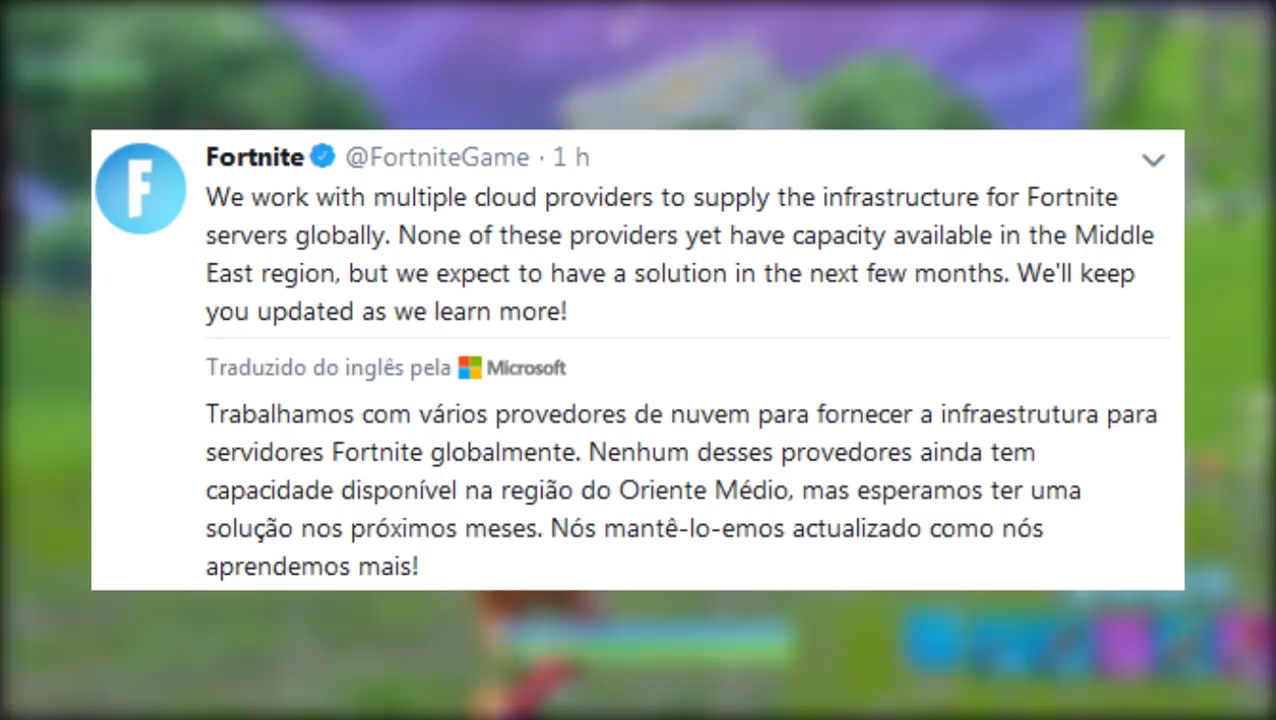 Fortnite @FortniteGame · 1 h
We work with multiple cloud providers to supply the infrastructure for Fortnite
servers globally. None of these providers yet have capacity available in the Middle
East region, but we expect to have a solution in the next few months. We'll keep
you updated as we learn more!
Traduzido do inglês pela Microsoft
Trabalhamos com vários provedores de nuvem para fornecer a infraestrutura para
servidores Fortnite globalmente. Nenhum desses provedores ainda tem
capacidade disponível na região do Oriente Médio, mas esperamos ter uma
solução nos próximos meses. Nós mantê-lo-emos actualizado como nós
aprendemos mais!